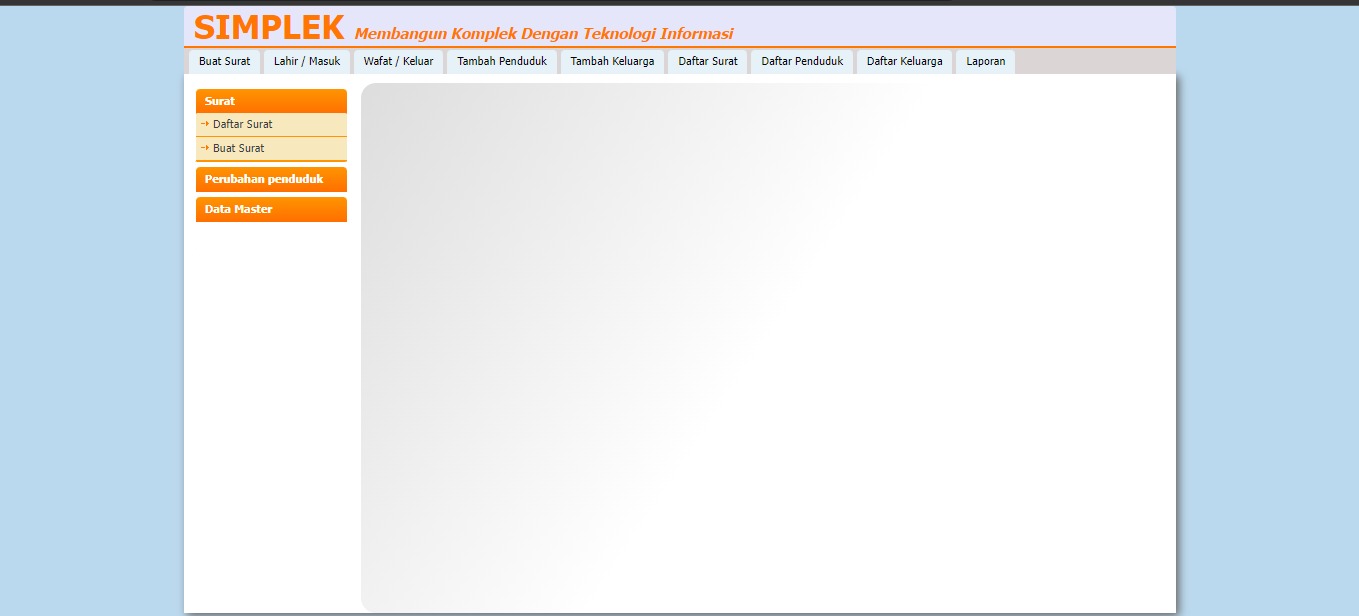 SIMPLEK Membangun Komplek Dengan Teknologi Informasi
Buat Surat Lahir / Masuk Wafat / Keluar Tambah Penduduk Tambah Keluarga Daftar Surat Daftar Penduduk Daftar Keluarga Laporan
Surat
Daftar Surat
Buat Surat
Perubahan penduduk
Data Master